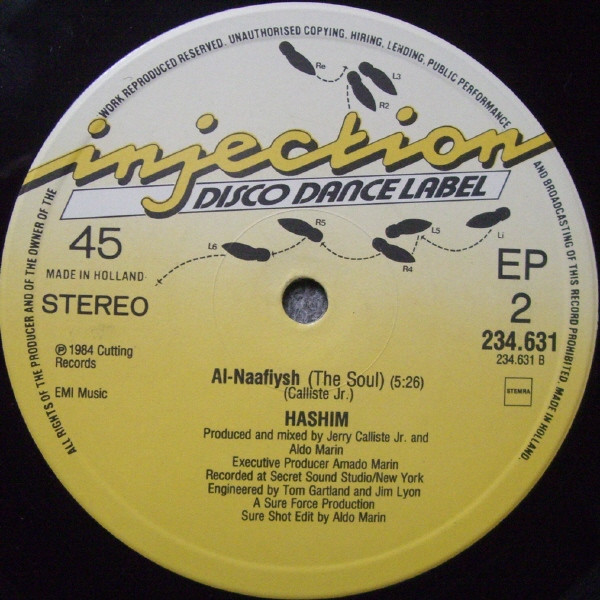 WORK REPRODUCED RESERVED. UNAUTHORISED COPYING, HIRING, LENDING, PUBLIC PERFORMANCE
AND BROADCASTING OF THIS RECORD PROHIBITED. MADE IN HOLLAND.
ALL RIGHTS OF THE PRODUCER AND OF THE OWNER OF THE
Re
L3
R2
injection
DISCO DANCE LABEL
L6
R5
R4
L5
Li
45
MADE IN HOLLAND
STEREO
EP
2
234.631
234.631 B
℗ 1984 Cutting
Records
EMI Music
STEMRA
Al-Naafiysh (The Soul) (5:26)
(Calliste Jr.)
HASHIM
Produced and mixed by Jerry Calliste Jr. and
Aldo Marin
Executive Producer Amado Marin
Recorded at Secret Sound Studio/New York
Engineered by Tom Gartland and Jim Lyon
A Sure Force Production
Sure Shot Edit by Aldo Marin